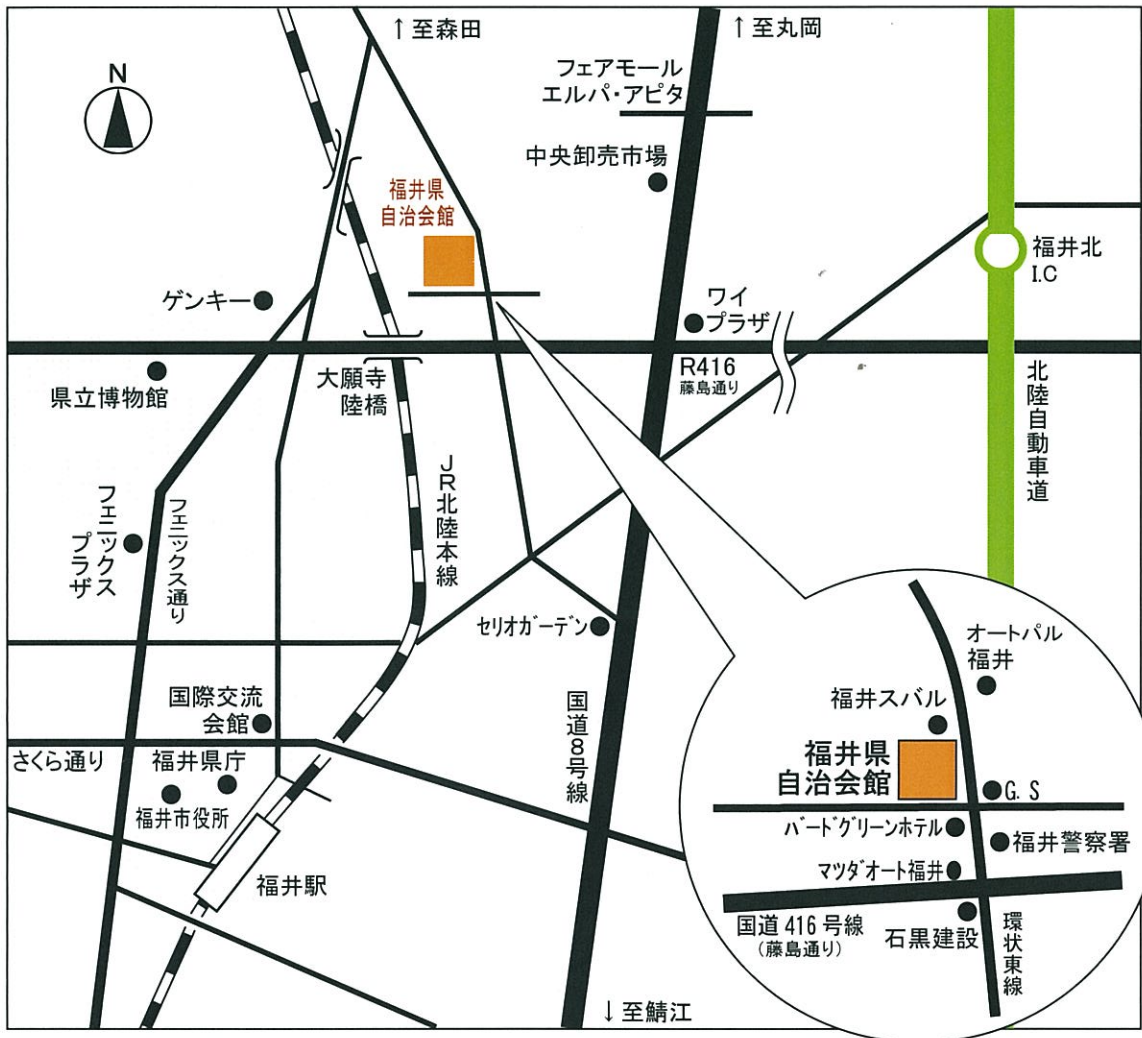 ↑至森田
↑至丸岡
N
フェアモール
エルパ・アピタ
中央卸売市場
福井県
自治会館
福井北
I.C
ゲンキー
ワイ
プラザ
R416
藤島通り
県立博物館
大願寺
陸橋
北陸自動車道
JR北陸本線
フェニックス
プラザ
フェニックス通り
セリオガーデン
国際交流
会館
国道8号線
さくら通り
福井県庁
福井市役所
福井駅
↓至鯖江
オートパル
福井
福井スバル
福井県
自治会館
G.S
バードグリーンホテル
福井警察署
マツダオート福井
国道416号線
(藤島通り)
石黒建設
環状東線